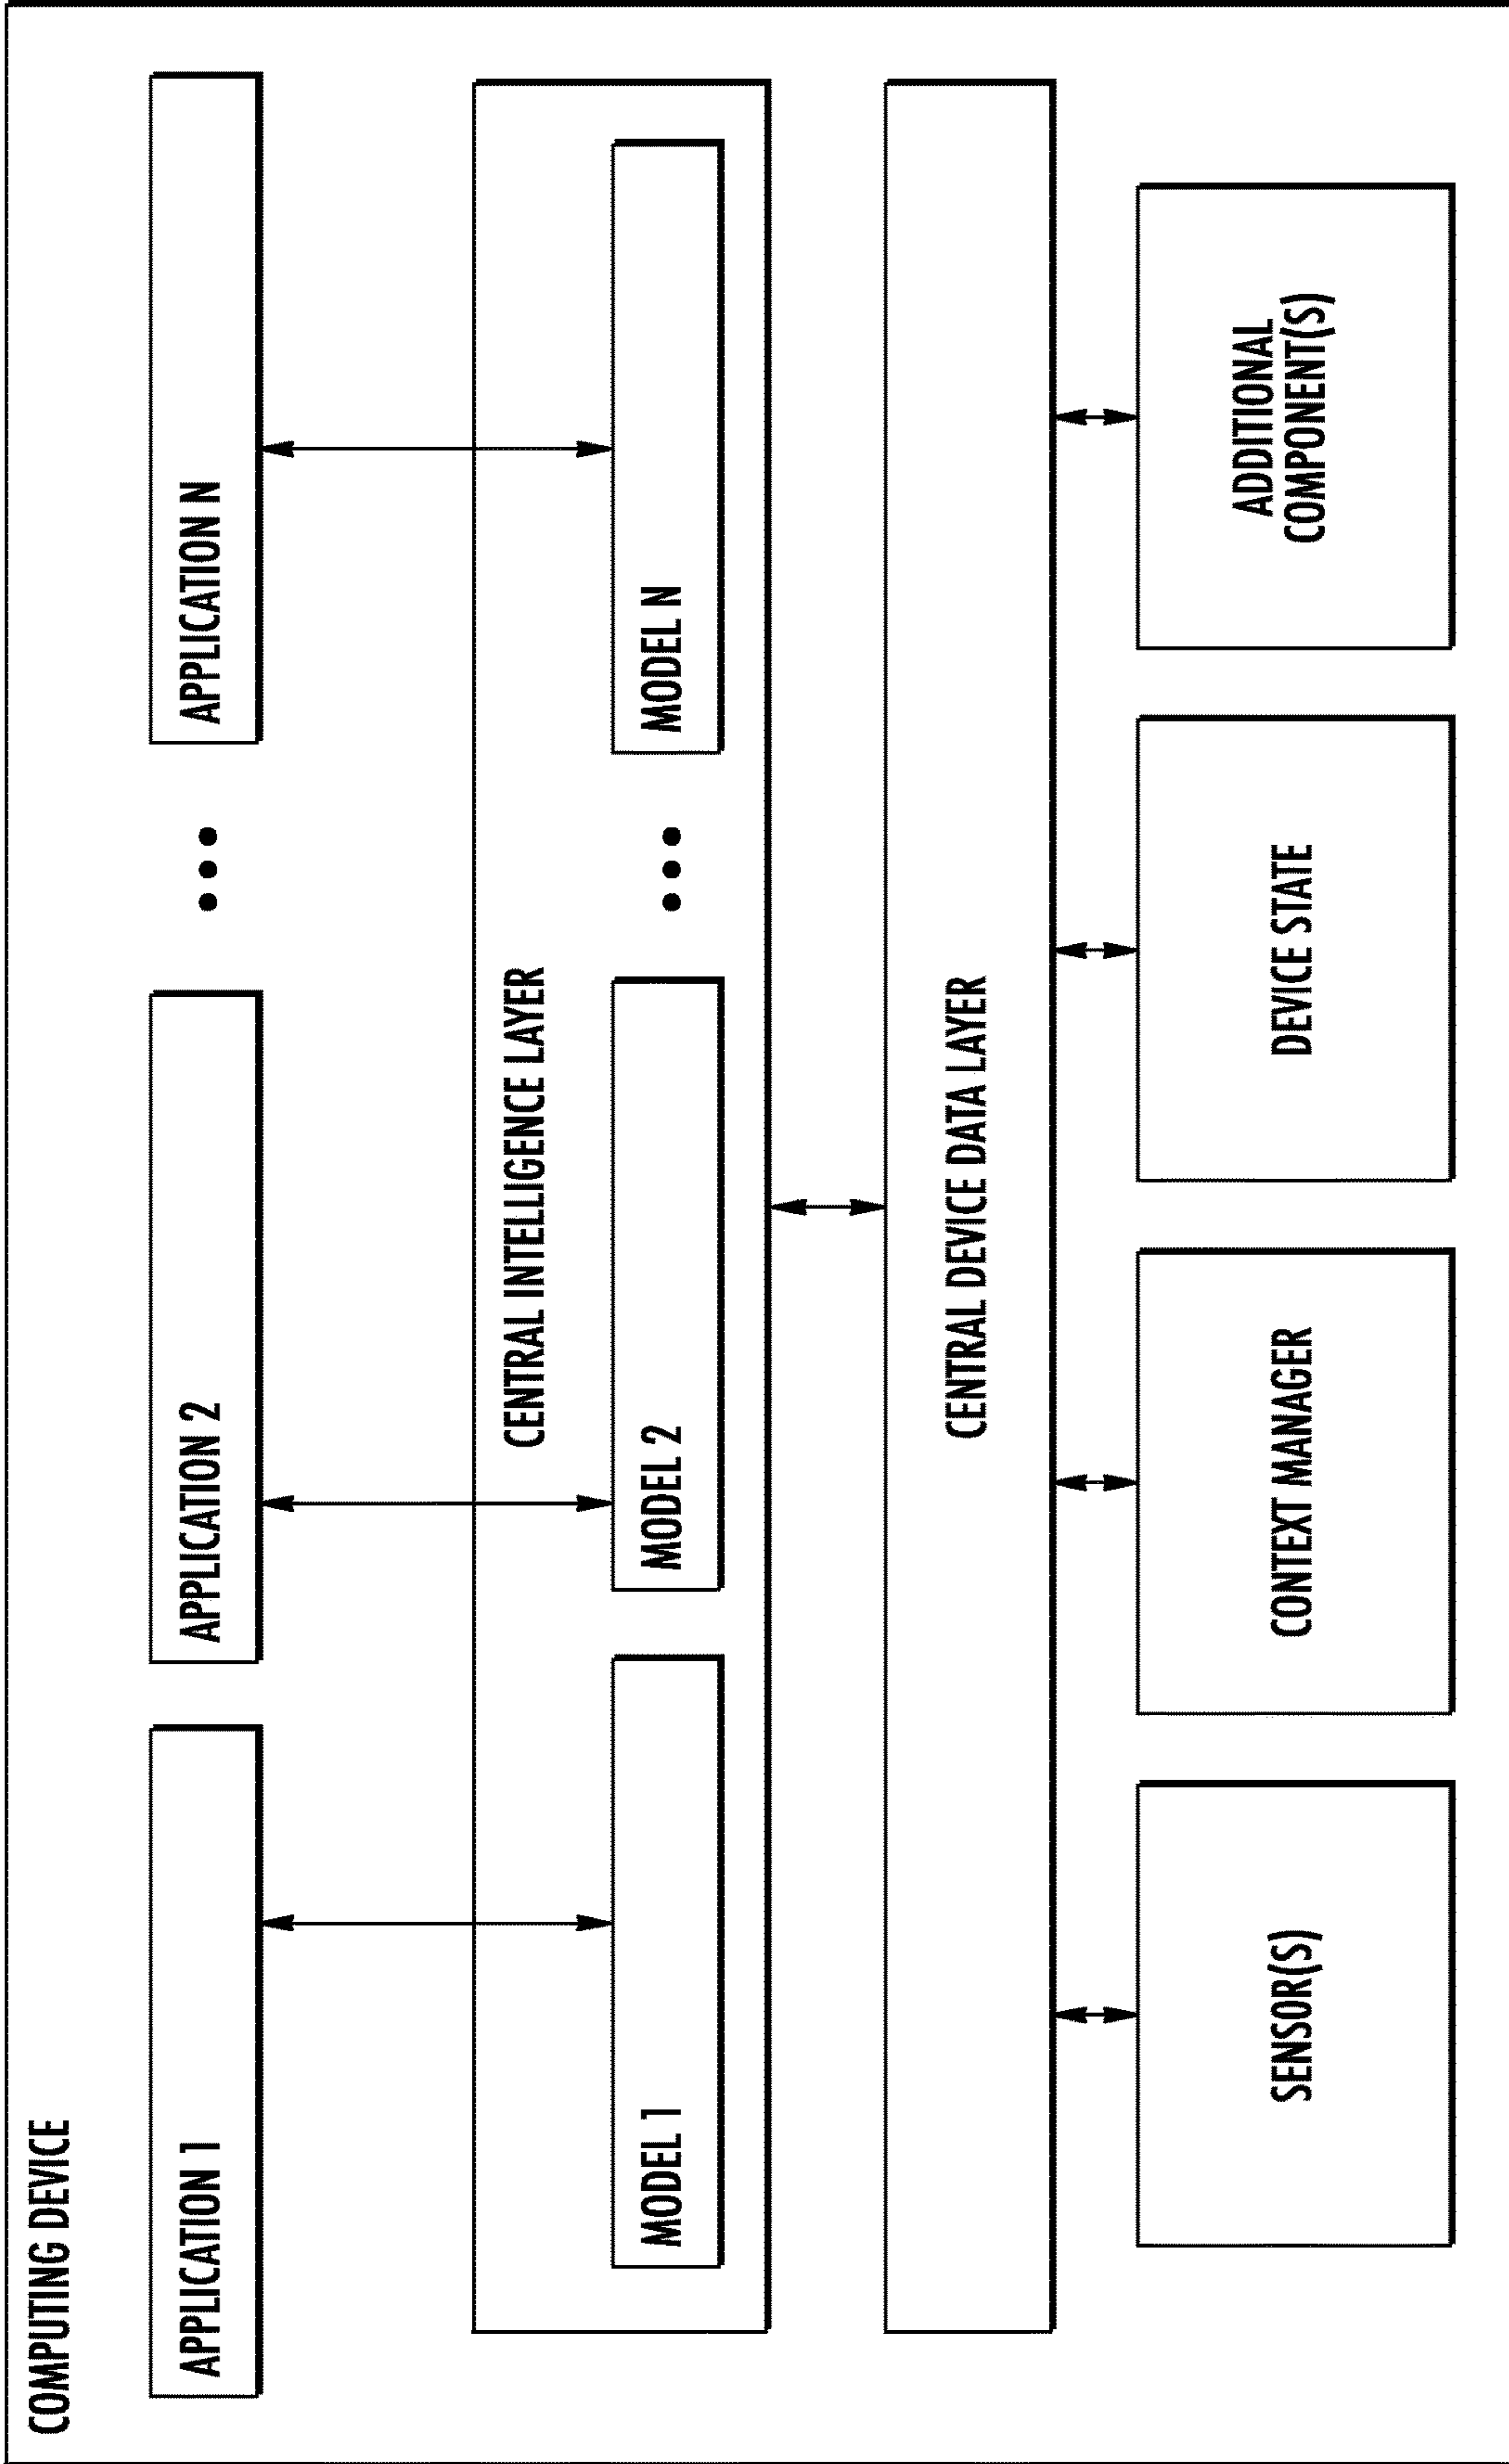 COMPUTING DEVICE
APPLICATION 1
APPLICATION 2
APPLICATION N
CENTRAL INTELLIGENCE LAYER
MODEL 1
MODEL 2
MODEL N
CENTRAL DEVICE DATA LAYER
SENSOR(S)
CONTEXT MANAGER
DEVICE STATE
ADDITIONAL
COMPONENT(S)